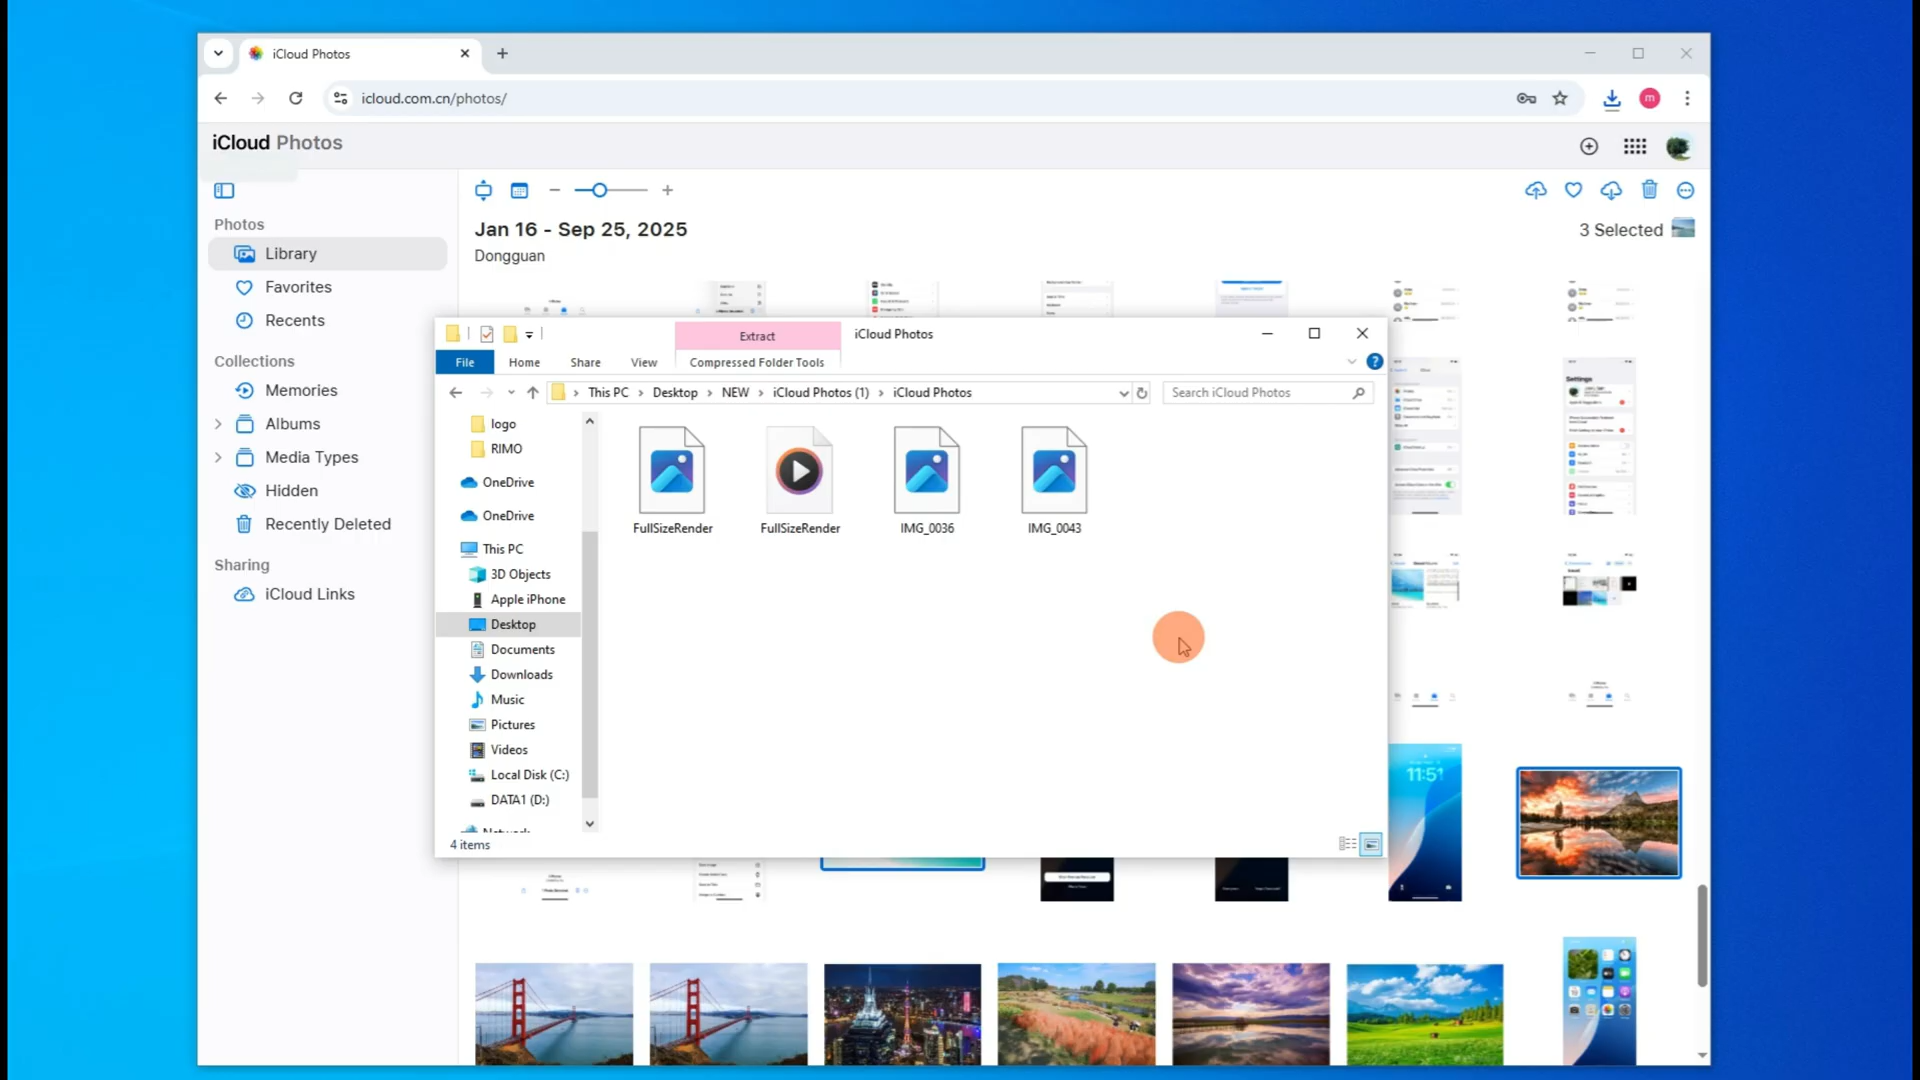 iCloud Photos
icloud.com.cn/photos/
m
iCloud Photos
Photos
Library
Favorites
Recents
Collections
Memories
Albums
Media Types
Hidden
Recently Deleted
Sharing
iCloud Links
Jan 16 - Sep 25, 2025
Dongguan
3 Selected
Extract
iCloud Photos
File
Home
Share
View
Compressed Folder Tools
This PC
Desktop
NEW
iCloud Photos (1)
iCloud Photos
Search iCloud Photos
logo
RIMO
OneDrive
OneDrive
This PC
3D Objects
Apple iPhone
Desktop
Documents
Downloads
Music
Pictures
Videos
Local Disk (C:)
DATA1 (D:)
FullSizeRender
FullSizeRender
IMG_0036
IMG_0043
4 items
Settings
11:51